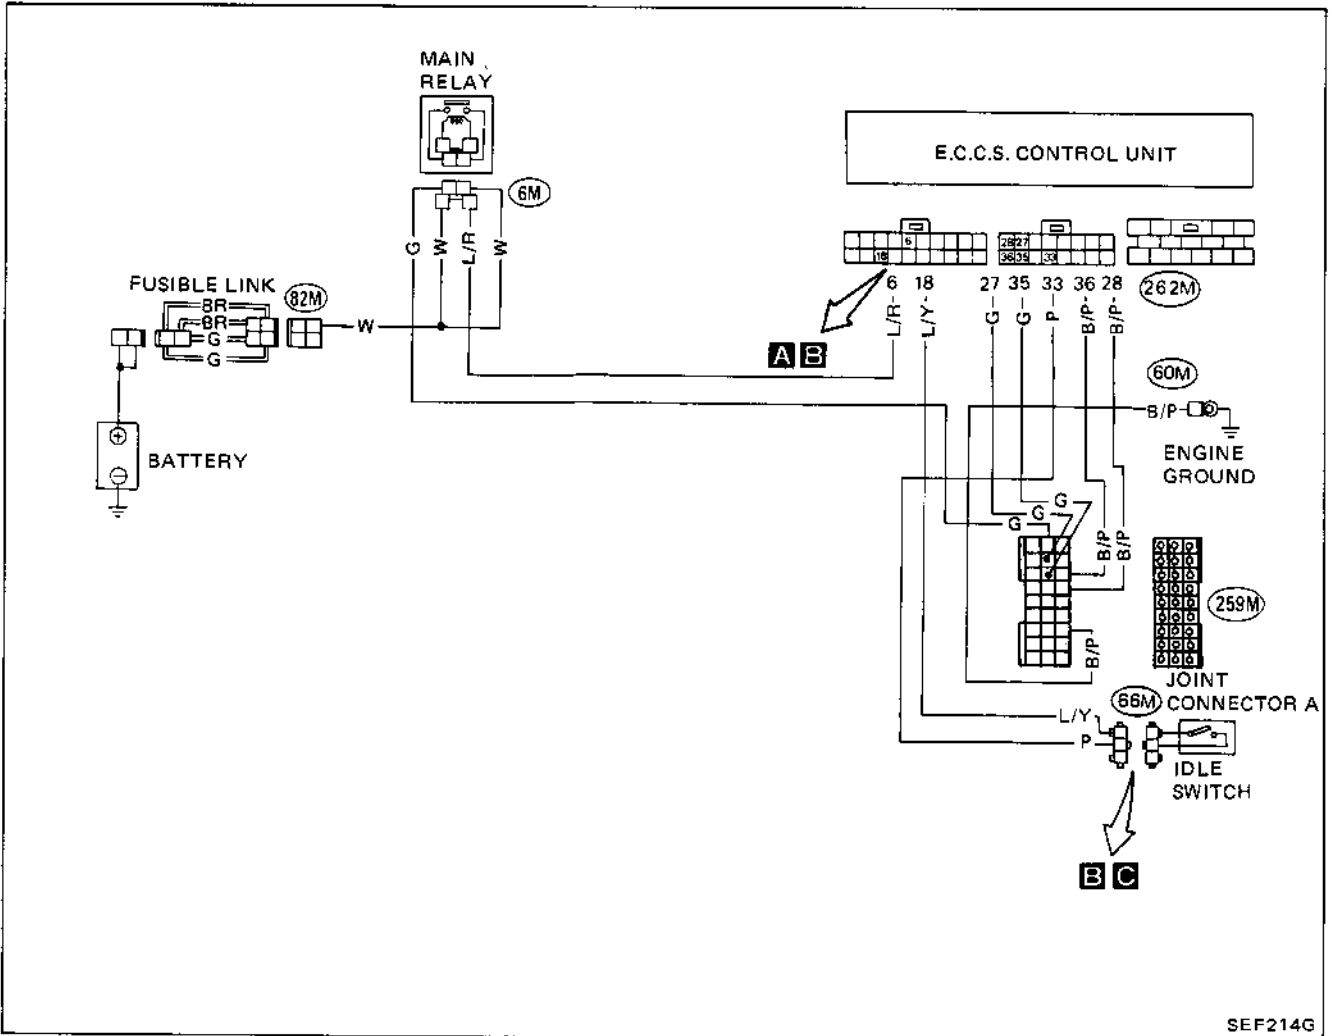 MAIN
RELAY
6M
E.C.C.S. CONTROL UNIT
G
W
L/R
W
6
18
28 27
36 35 33
6 18 27 35 33 36 28
262M
L/R
L/Y
G
G
P
B/P
B/P
FUSIBLE LINK
82M
BR
BR
G
G
W
A B
60M
B/P
ENGINE
GROUND
BATTERY
G
G
G
B/P
B/P
259M
B/P
JOINT
CONNECTOR A
66M
L/Y
P
IDLE
SWITCH
B C
SEF214G